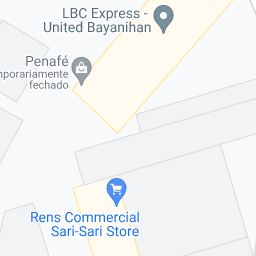 LBC Express -
United Bayanihan
Penafé
mporariamente
fechado
Rens Commercial
Sari-Sari Store